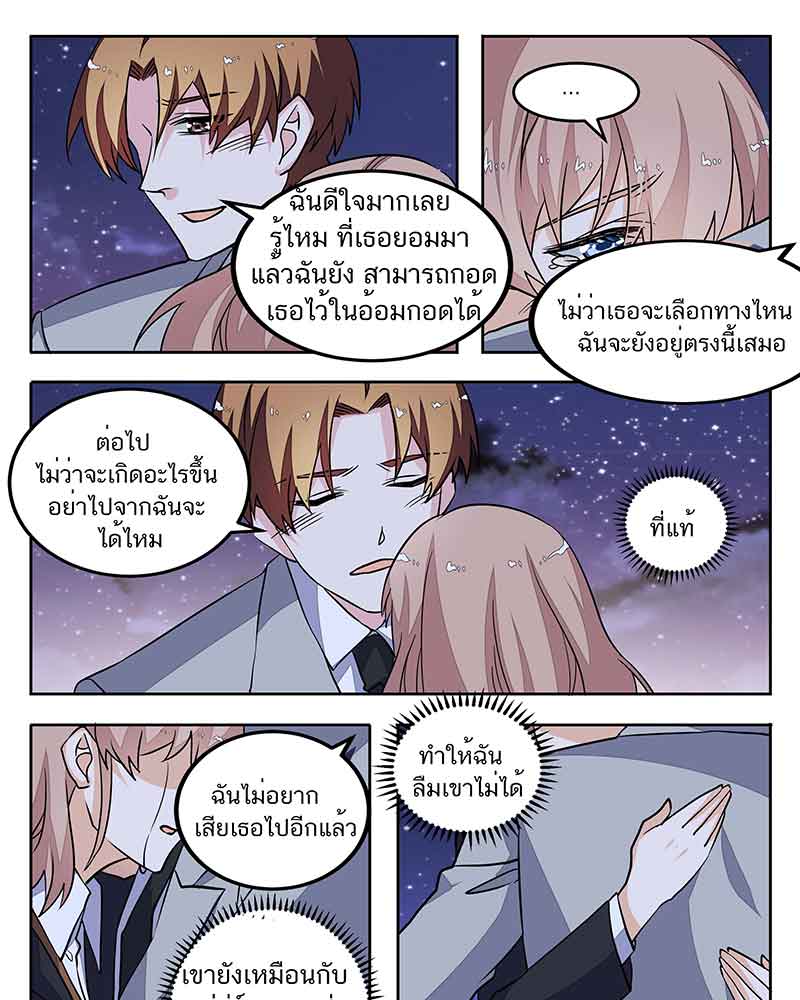 ฉันดีใจมากเลย
รู้ไหม ที่เธอยอมมา
แล้วฉันยัง สามารถกอด
เธอไว้ในอ้อมกอดได้
...
ไม่ว่าเธอจะเลือกทางไหน
ฉันจะยังอยู่ตรงนี้เสมอ
ต่อไป
ไม่ว่าจะเกิดอะไรขึ้น
อย่าไปจากฉันจะ
ได้ไหม
ที่แท้
ฉันไม่อยาก
เสียเธอไปอีกแล้ว
ทำให้ฉัน
ลืมเขาไม่ได้
เขายังเหมือนกับ